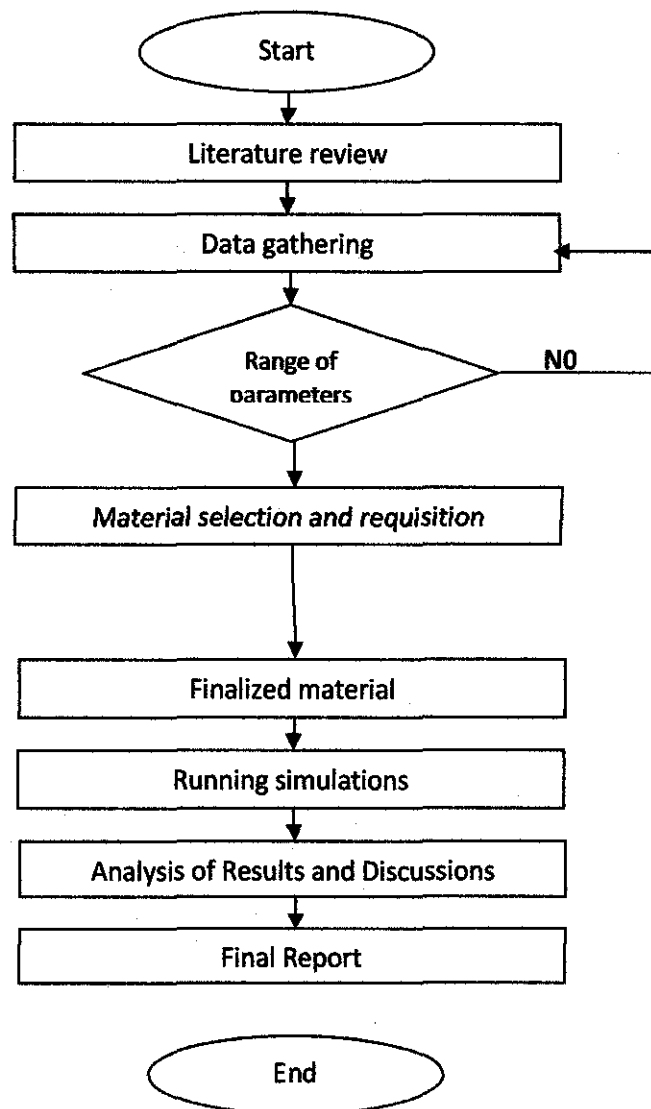 Start
Literature review
Data gathering
Range of
parameters
N0
Material selection and requisition
Finalized material
Running simulations
Analysis of Results and Discussions
Final Report
End